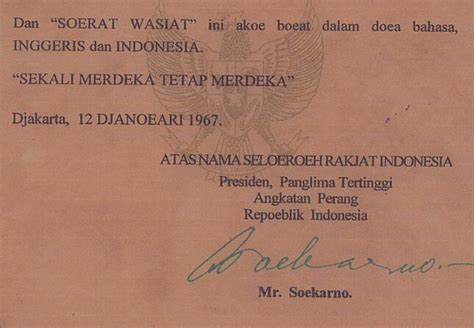 Dan “SOERAT WASIAT” ini akoe boeat dalam doea bahasa,
INGGERIS dan INDONESIA.
“SEKALI MERDEKA TETAP MERDEKA”
Djakarta, 12 DJANOEARI 1967.
ATAS NAMA SELOEROEH RAKJAT INDONESIA
Presiden, Panglima Tertinggi
Angkatan Perang
Repoeblik Indonesia
Soekarno.
Mr. Soekarno.